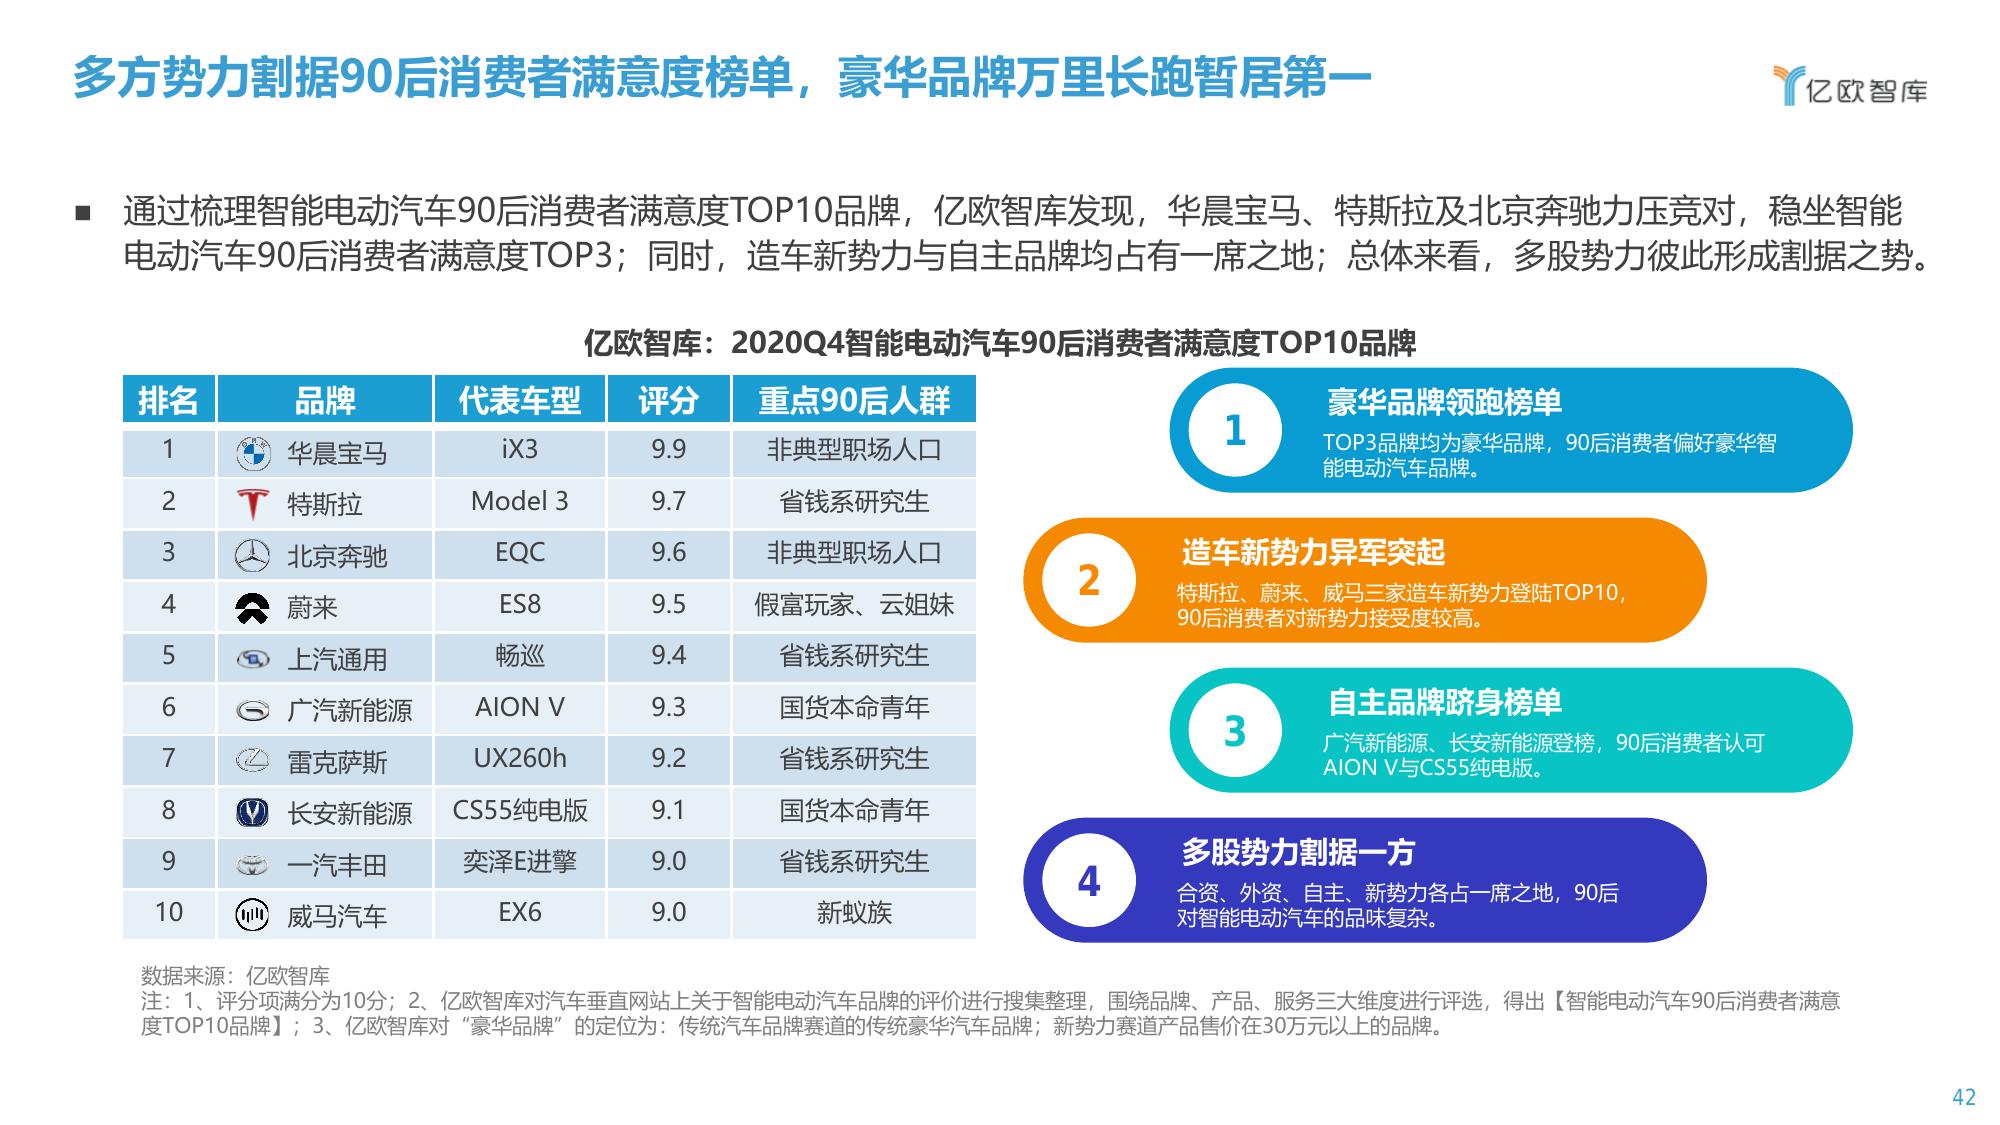 多方势力割据90后消费者满意度榜单，豪华品牌万里长跑暂居第一
亿欧智库
■ 通过梳理智能电动汽车90后消费者满意度TOP10品牌，亿欧智库发现，华晨宝马、特斯拉及北京奔驰力压竞对，稳坐智能
电动汽车90后消费者满意度TOP3；同时，造车新势力与自主品牌均占有一席之地；总体来看，多股势力彼此形成割据之势。
亿欧智库：2020Q4智能电动汽车90后消费者满意度TOP10品牌
排名 品牌 代表车型 评分 重点90后人群
1 华晨宝马 iX3 9.9 非典型职场人口
2 特斯拉 Model 3 9.7 省钱系研究生
3 北京奔驰 EQC 9.6 非典型职场人口
4 蔚来 ES8 9.5 假富玩家、云姐妹
5 上汽通用 畅巡 9.4 省钱系研究生
6 广汽新能源 AION V 9.3 国货本命青年
7 雷克萨斯 UX260h 9.2 省钱系研究生
8 长安新能源 CS55纯电版 9.1 国货本命青年
9 一汽丰田 奕泽E进擎 9.0 省钱系研究生
10 威马汽车 EX6 9.0 新蚁族
1
豪华品牌领跑榜单
TOP3品牌均为豪华品牌，90后消费者偏好豪华智
能电动汽车品牌。
2
造车新势力异军突起
特斯拉、蔚来、威马三家造车新势力登陆TOP10，
90后消费者对新势力接受度较高。
3
自主品牌跻身榜单
广汽新能源、长安新能源登榜，90后消费者认可
AION V与CS55纯电版。
4
多股势力割据一方
合资、外资、自主、新势力各占一席之地，90后
对智能电动汽车的品味复杂。
数据来源：亿欧智库
注：1、评分项满分为10分；2、亿欧智库对汽车垂直网站上关于智能电动汽车品牌的评价进行搜集整理，围绕品牌、产品、服务三大维度进行评选，得出【智能电动汽车90后消费者满意
度TOP10品牌】；3、亿欧智库对“豪华品牌”的定位为：传统汽车品牌赛道的传统豪华汽车品牌；新势力赛道产品售价在30万元以上的品牌。
42